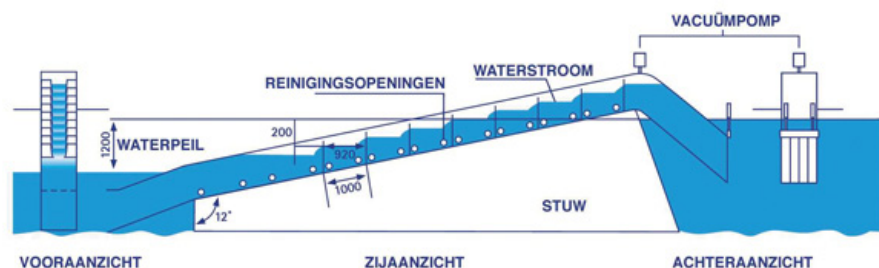 VACUÜMPOMP
WATERSTROOM
REINIGINGSOPENINGEN
200
1200
WATERPEIL
920
1000
12°
STUW
VOORAANZICHT
ZIJAANZICHT
ACHTERAANZICHT